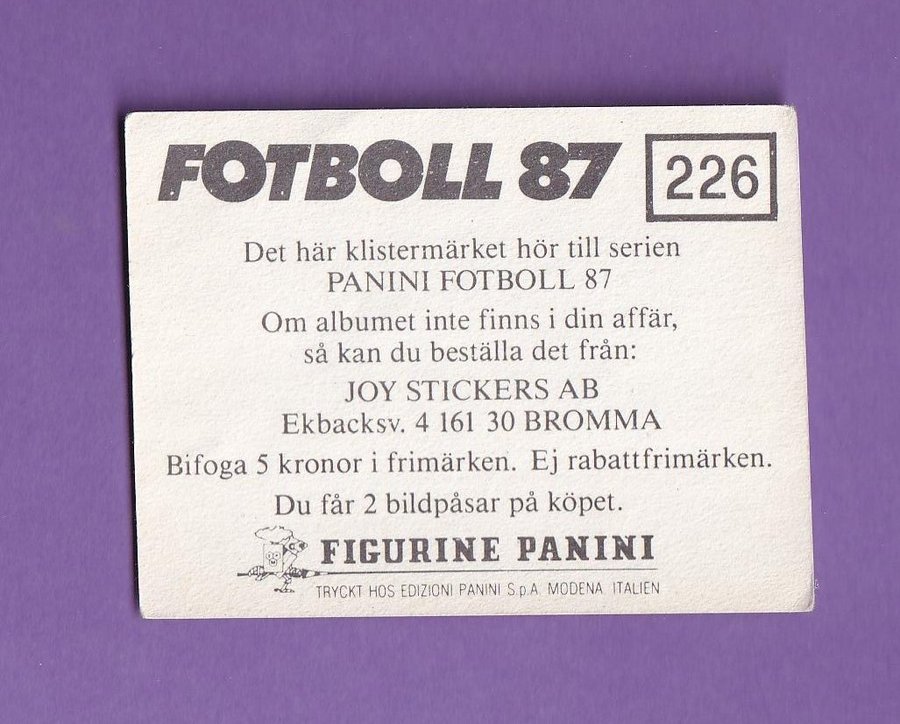 FOTBOLL 87 226
Det här klistermärket hör till serien
PANINI FOTBOLL 87
Om albumet inte finns i din affär,
så kan du beställa det från:
JOY STICKERS AB
Ekbacksv. 4 161 30 BROMMA
Bifoga 5 kronor i frimärken. Ej rabattfrimärken.
Du får 2 bildpåsar på köpet.
FIGURINE PANINI
TRYCKT HOS EDIZIONI PANINI S.p.A. MODENA ITALIEN